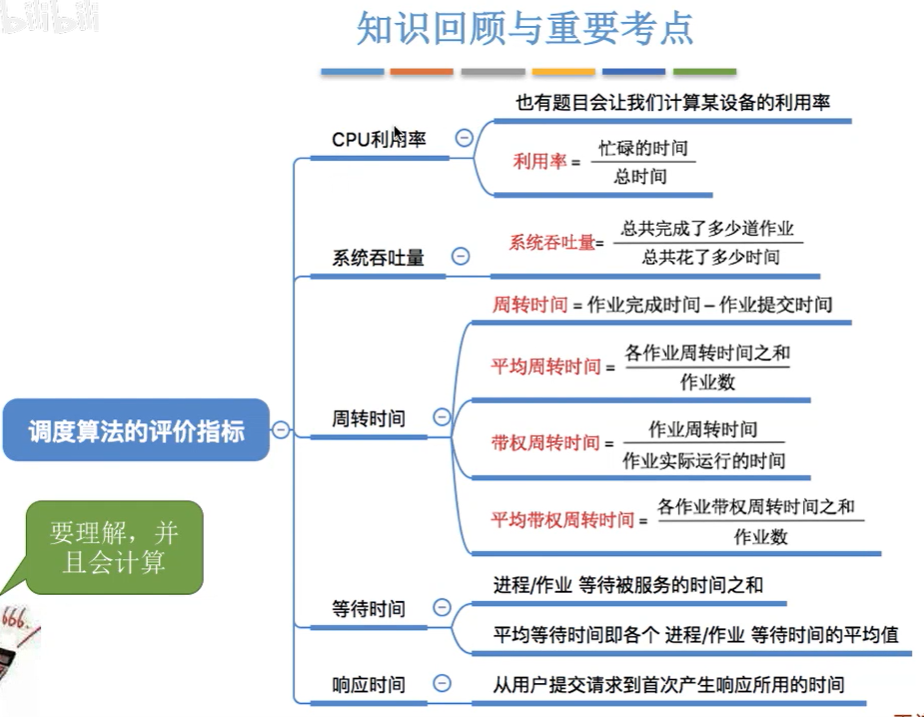 bilibili
知识回顾与重要考点
调度算法的评价指标
要理解，并
且会计算
666.
CPU利用率
也有题目会让我们计算某设备的利用率
利用率 = 忙碌的时间
总时间
系统吞吐量
系统吞吐量= 总共完成了多少道作业
总共花了多少时间
周转时间
周转时间 = 作业完成时间 – 作业提交时间
平均周转时间 = 各作业周转时间之和
作业数
带权周转时间 = 作业周转时间
作业实际运行的时间
平均带权周转时间 = 各作业带权周转时间之和
作业数
等待时间
进程/作业 等待被服务的时间之和
平均等待时间即各个 进程/作业 等待时间的平均值
响应时间
从用户提交请求到首次产生响应所用的时间